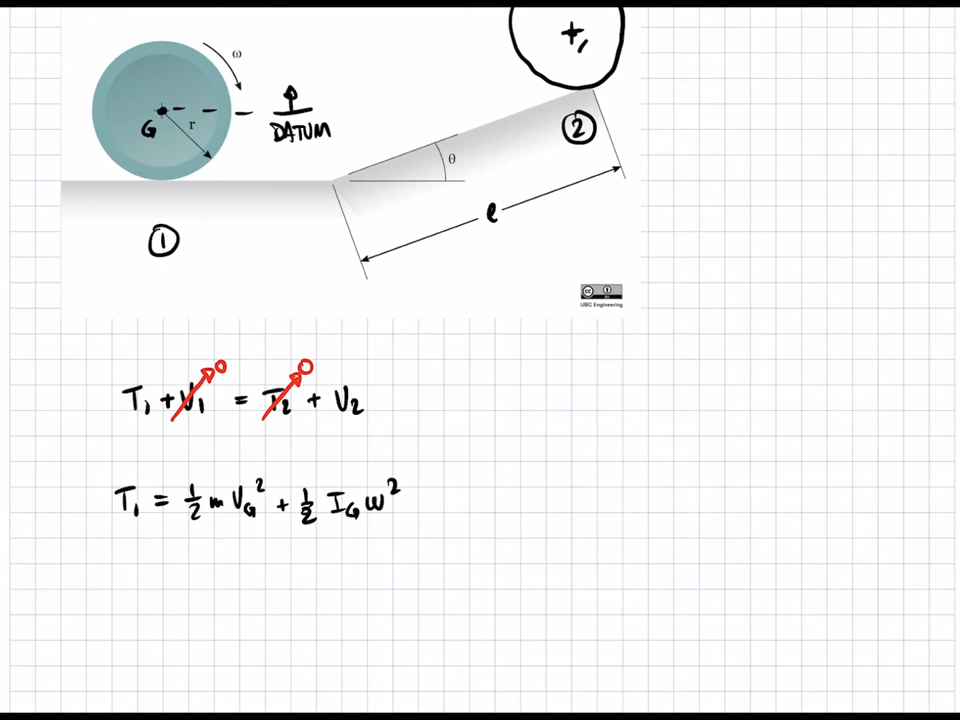 ω
G
r
DATUM
θ
②
l
①
UBC Engineering
T₁ + V₁ ↗ 0 = T₂ ↗ 0 + V₂
T₁ = 1/2 m V_G² + 1/2 I_G ω²